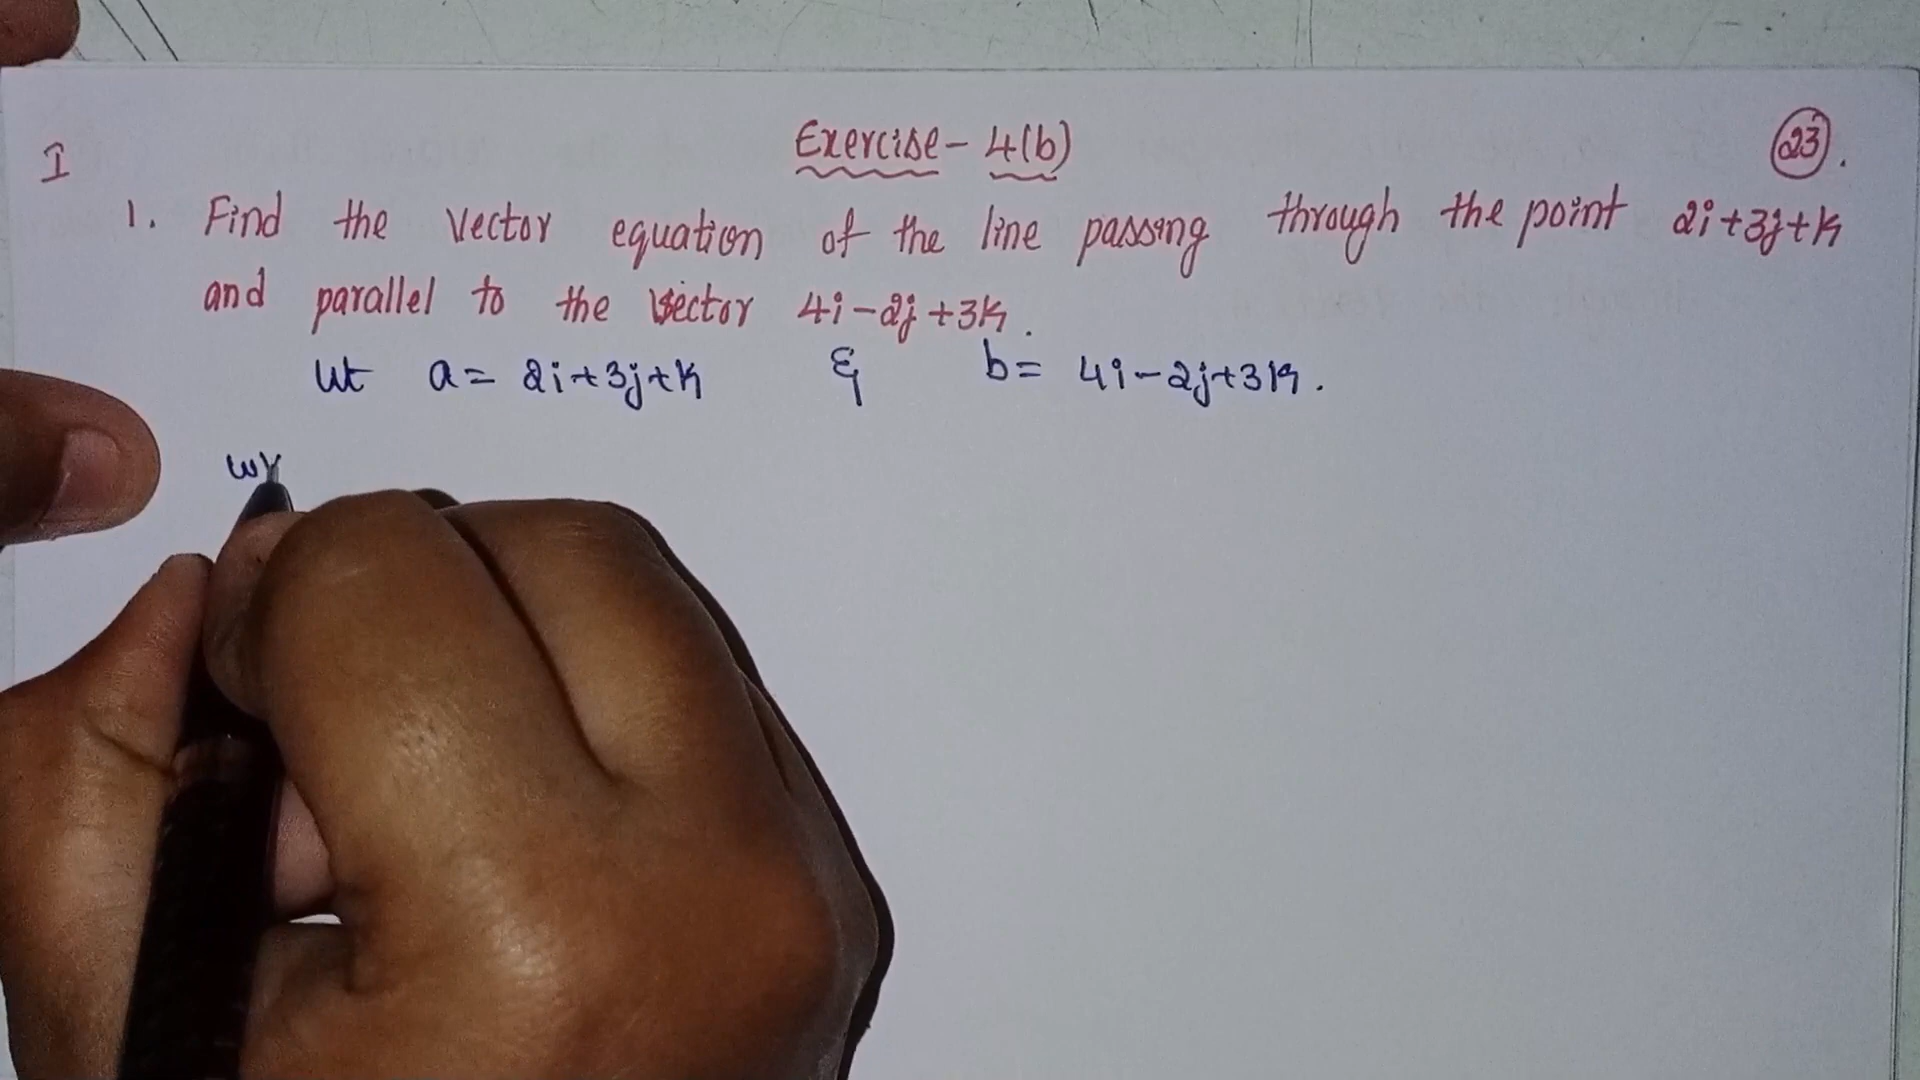 Exercise - 4(b)
23.
I
1. Find the vector equation of the line passing through the point 2i+3j+k
and parallel to the vector 4i-2j+3k.
Let a = 2i+3j+k & b = 4i-2j+3k.